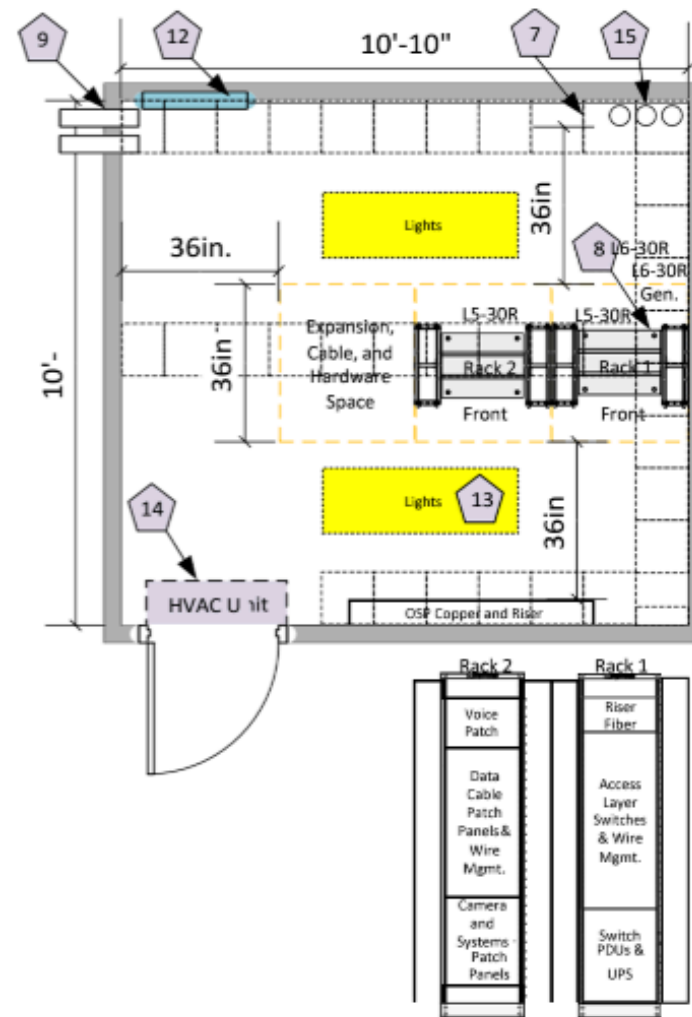 9
12
10'-10"
7
15
Lights
36in
36in.
8
L6-30R
L6-30R
Gen.
L5-30R
L5-30R
Expansion,
Cable, and
Hardware
Space
36in
Rack 2
Rack 1
Front
Front
10'-
Lights
13
36in
14
HVAC Unit
OSP Copper and Riser
Rack 2
Rack 1
Voice
Patch
Riser
Fiber
Data
Cable
Patch
Panels &
Wire
Mgmt.
Access
Layer
Switches
& Wire
Mgmt.
Camera
and
Systems -
Patch
Panels
Switch
PDUs &
UPS